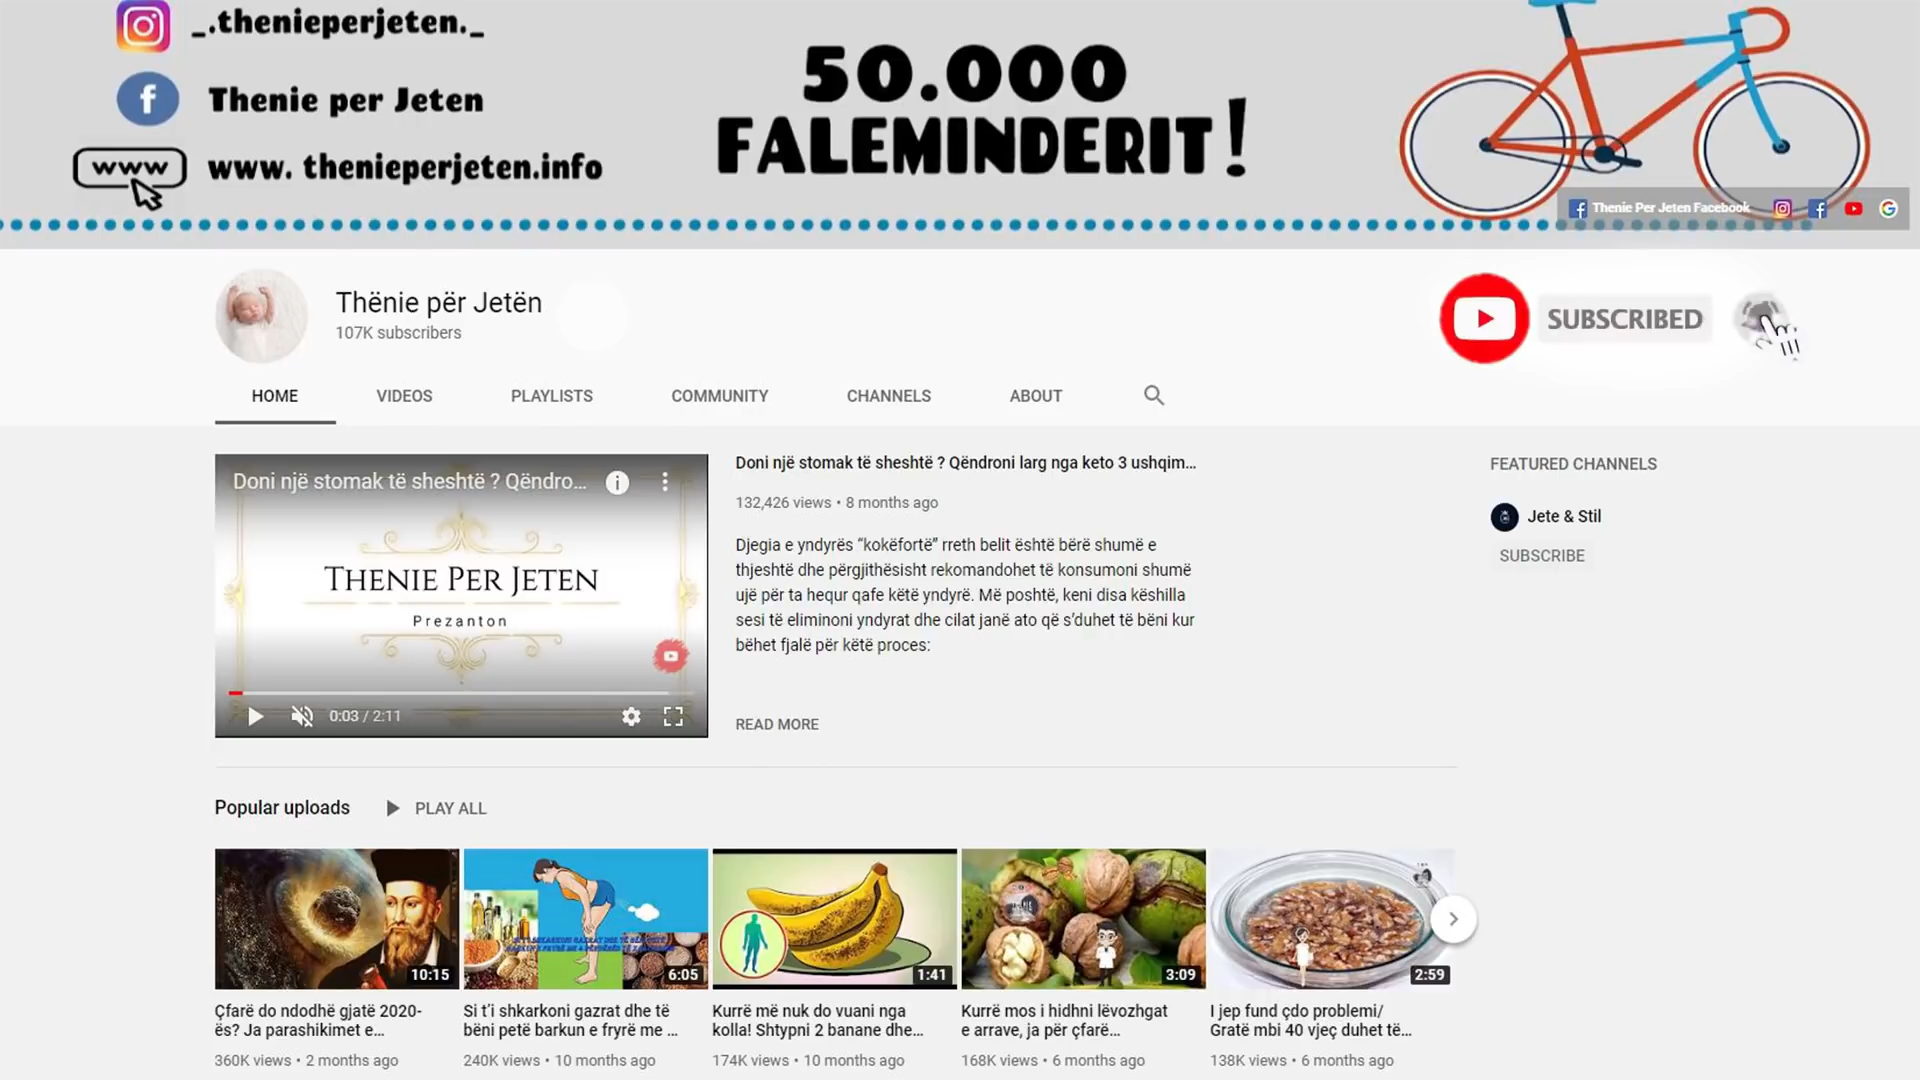 _.thenieperjeten._
Thenie per Jeten
www
www. thenieperjeten.info
50.000
FALEMINDERIT!
Thenie Per Jeten Facebook
Thënie për Jetën
107K subscribers
SUBSCRIBED
HOME VIDEOS PLAYLISTS COMMUNITY CHANNELS ABOUT
Doni një stomak të sheshtë ? Qëndro...
THENIE PER JETEN
Prezanton
0:03 / 2:11
Doni një stomak të sheshtë ? Qëndroni larg nga keto 3 ushqim...
132,426 views • 8 months ago
Djegia e yndyrës “kokëfortë” rreth belit është bërë shumë e
thjeshtë dhe përgjithësisht rekomandohet të konsumoni shumë
ujë për ta hequr qafe këtë yndyrë. Më poshtë, keni disa këshilla
sesi të eliminoni yndyrat dhe cilat janë ato që s’duhet të bëni kur
bëhet fjalë për këtë proces:
READ MORE
FEATURED CHANNELS
Jete & Stil
SUBSCRIBE
Popular uploads PLAY ALL
10:15
6:05
1:41
3:09
2:59
Çfarë do ndodhë gjatë 2020-
ës? Ja parashikimet e...
360K views • 2 months ago
Si t’i shkarkoni gazrat dhe të
bëni petë barkun e fryrë me ...
240K views • 10 months ago
Kurrë më nuk do vuani nga
kolla! Shtypni 2 banane dhe...
174K views • 10 months ago
Kurrë mos i hidhni lëvozhgat
e arrave, ja për çfarë...
168K views • 6 months ago
I jep fund çdo problemi/
Gratë mbi 40 vjeç duhet të...
138K views • 6 months ago